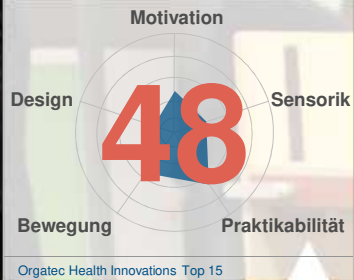 Motivation
Design
Sensorik
48
Bewegung
Praktikabilität
Orgatec Health Innovations Top 15